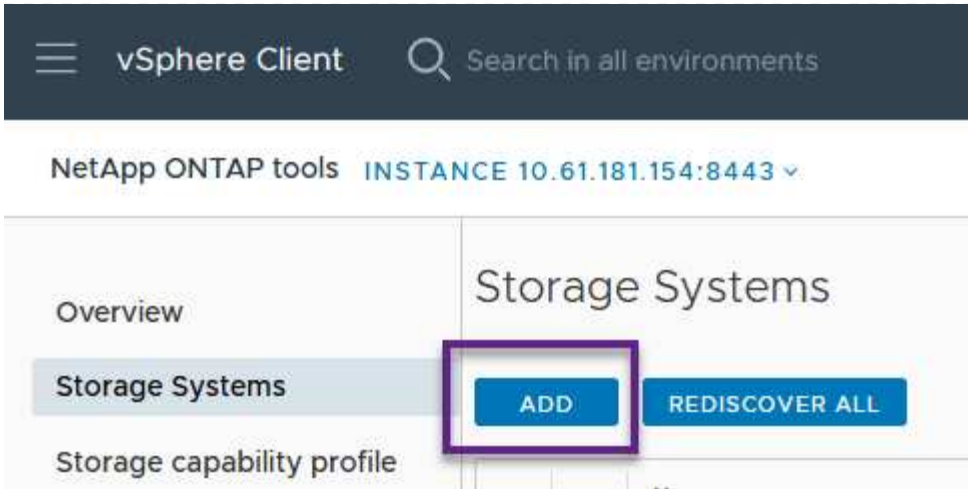 vSphere Client Search in all environments
NetApp ONTAP tools INSTANCE 10.61.181.154:8443
Overview
Storage Systems
Storage capability profile
Storage Systems
ADD REDISCOVER ALL